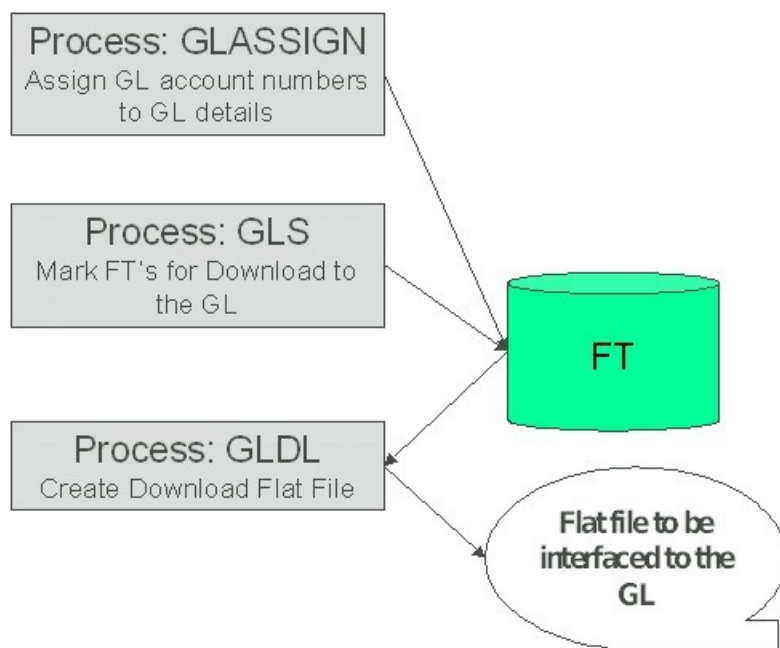 Process: GLASSIGN
Assign GL account numbers
to GL details
Process: GLS
Mark FT's for Download to
the GL
FT
Process: GLDL
Create Download Flat File
Flat file to be
interfaced to the
GL